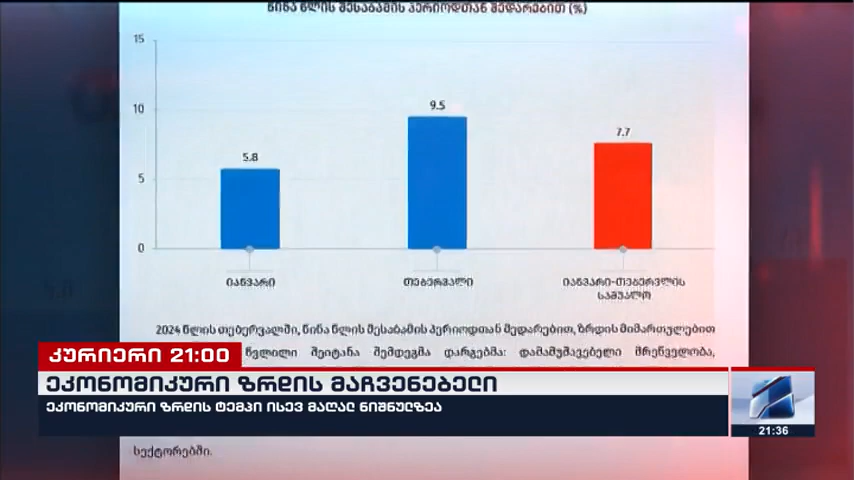 წინა წლის შესაბამის პერიოდთან შედარებით (%)
15
10
5
0
5.8
9.5
7.7
იანვარი
თებერვალი
იანვარი-თებერვლის
საშუალო
2024 წლის თებერვალში, წინა წლის შესაბამის პერიოდთან შედარებით, ზრდის მიმართულებით
წვლილი შეიტანა შემდეგმა დარგებმა: დამამუშავებელი მრეწველობა,
კურიერი 21:00
ეკონომიკური ზრდის მაჩვენებელი
ეკონომიკური ზრდის ტემპი ისევ მაღალ ნიშნულზეა
21:36
სექტორებში.